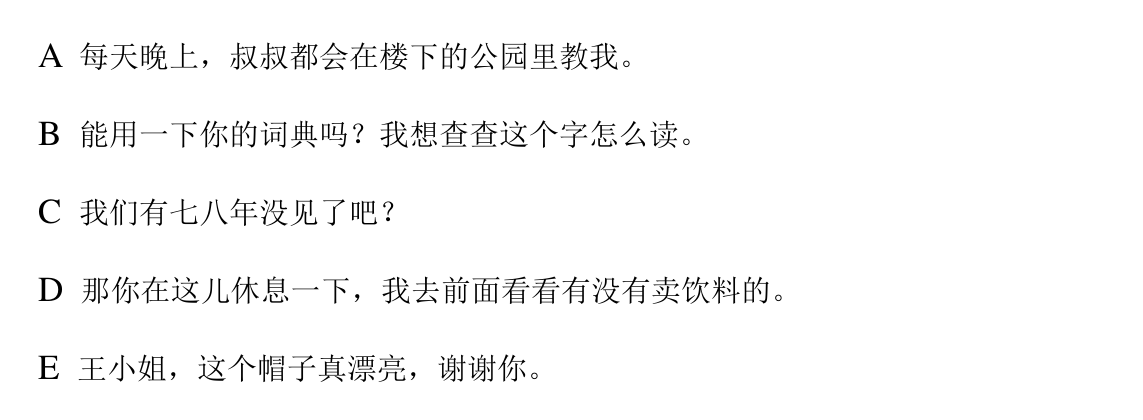 A 每天晚上，叔叔都会在楼下的公园里教我。
B 能用一下你的词典吗？我想查查这个字怎么读。
C 我们有七八年没见了吧？
D 那你在这儿休息一下，我去前面看看有没有卖饮料的。
E 王小姐，这个帽子真漂亮，谢谢你。